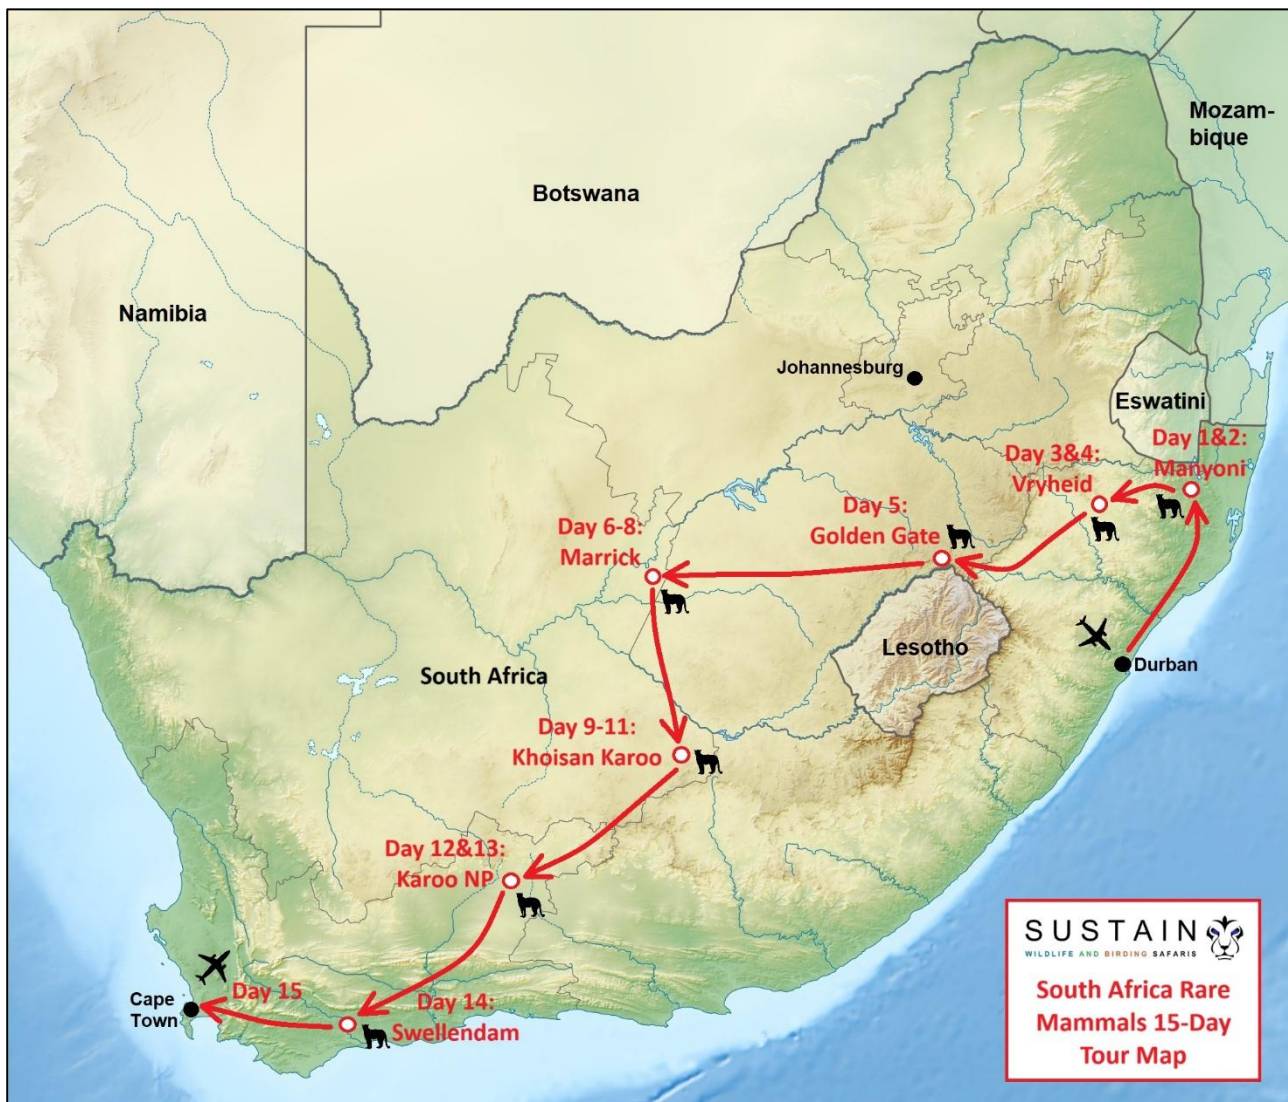 Mozam-
bique
Botswana
Namibia
Johannesburg
Eswatini
Day 1&2:
Manyoni
Day 3&4:
Vryheid
Day 5:
Golden Gate
Day 6-8:
Marrick
Lesotho
Durban
South Africa
Day 9-11:
Khoisan Karoo
Day 12&13:
Karoo NP
Day 14:
Swellendam
Day 15
Cape
Town
SUSTAIN
WILDLIFE AND BIRDING SAFARIS
South Africa Rare
Mammals 15-Day
Tour Map